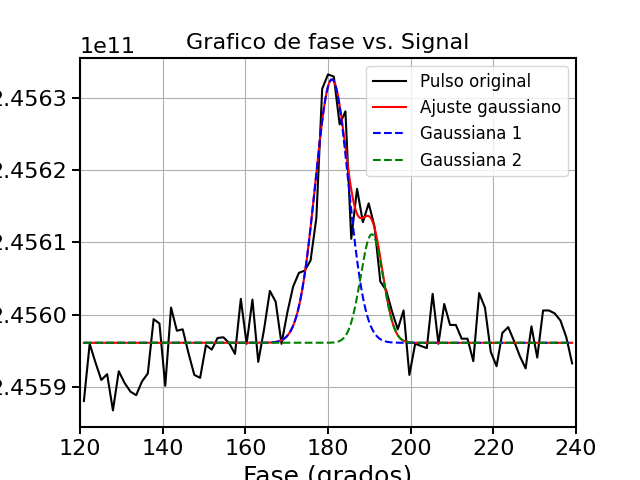 Grafico de fase vs. Signal
1e11
Pulso original
Ajuste gaussiano
Gaussiana 1
Gaussiana 2
2.4563
2.4562
2.4561
2.4560
2.4559
120 140 160 180 200 220 240
Fase (grados)